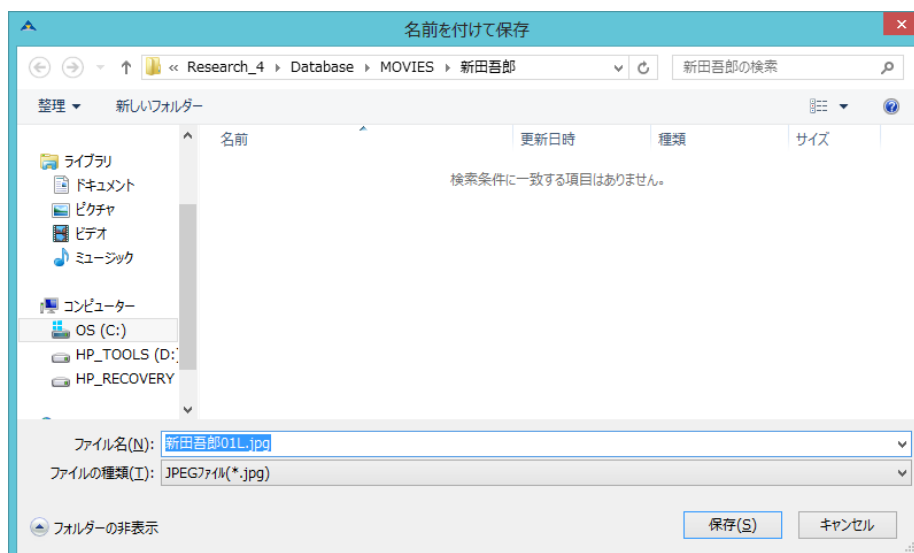 名前を付けて保存
« Research_4 ▸ Database ▸ MOVIES ▸ 新田吾郎
新田吾郎の検索
整理 ▼ 新しいフォルダー
名前 更新日時 種類 サイズ
検索条件に一致する項目はありません。
ライブラリ
ドキュメント
ピクチャ
ビデオ
ミュージック
コンピューター
OS (C:)
HP_TOOLS (D:)
HP_RECOVERY
ファイル名(N): 新田吾郎01L.jpg
ファイルの種類(T): JPEGファイル(*.jpg)
フォルダーの非表示
保存(S) キャンセル